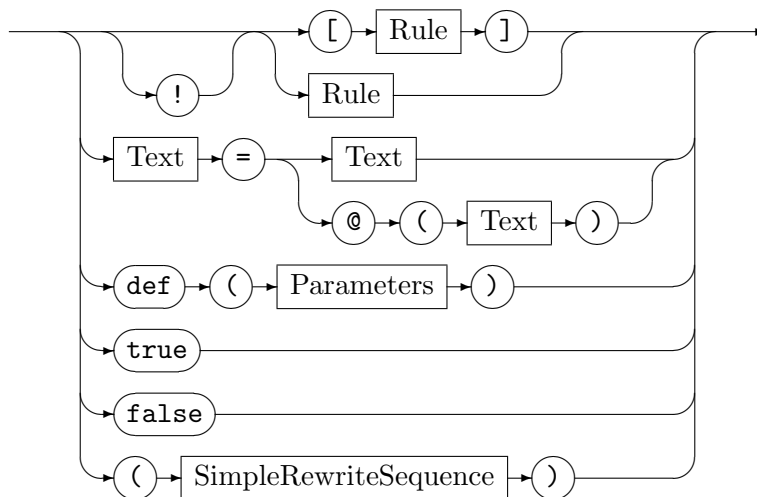 [ Rule ]
! Rule
Text = Text
@ ( Text )
def ( Parameters )
true
false
( SimpleRewriteSequence )